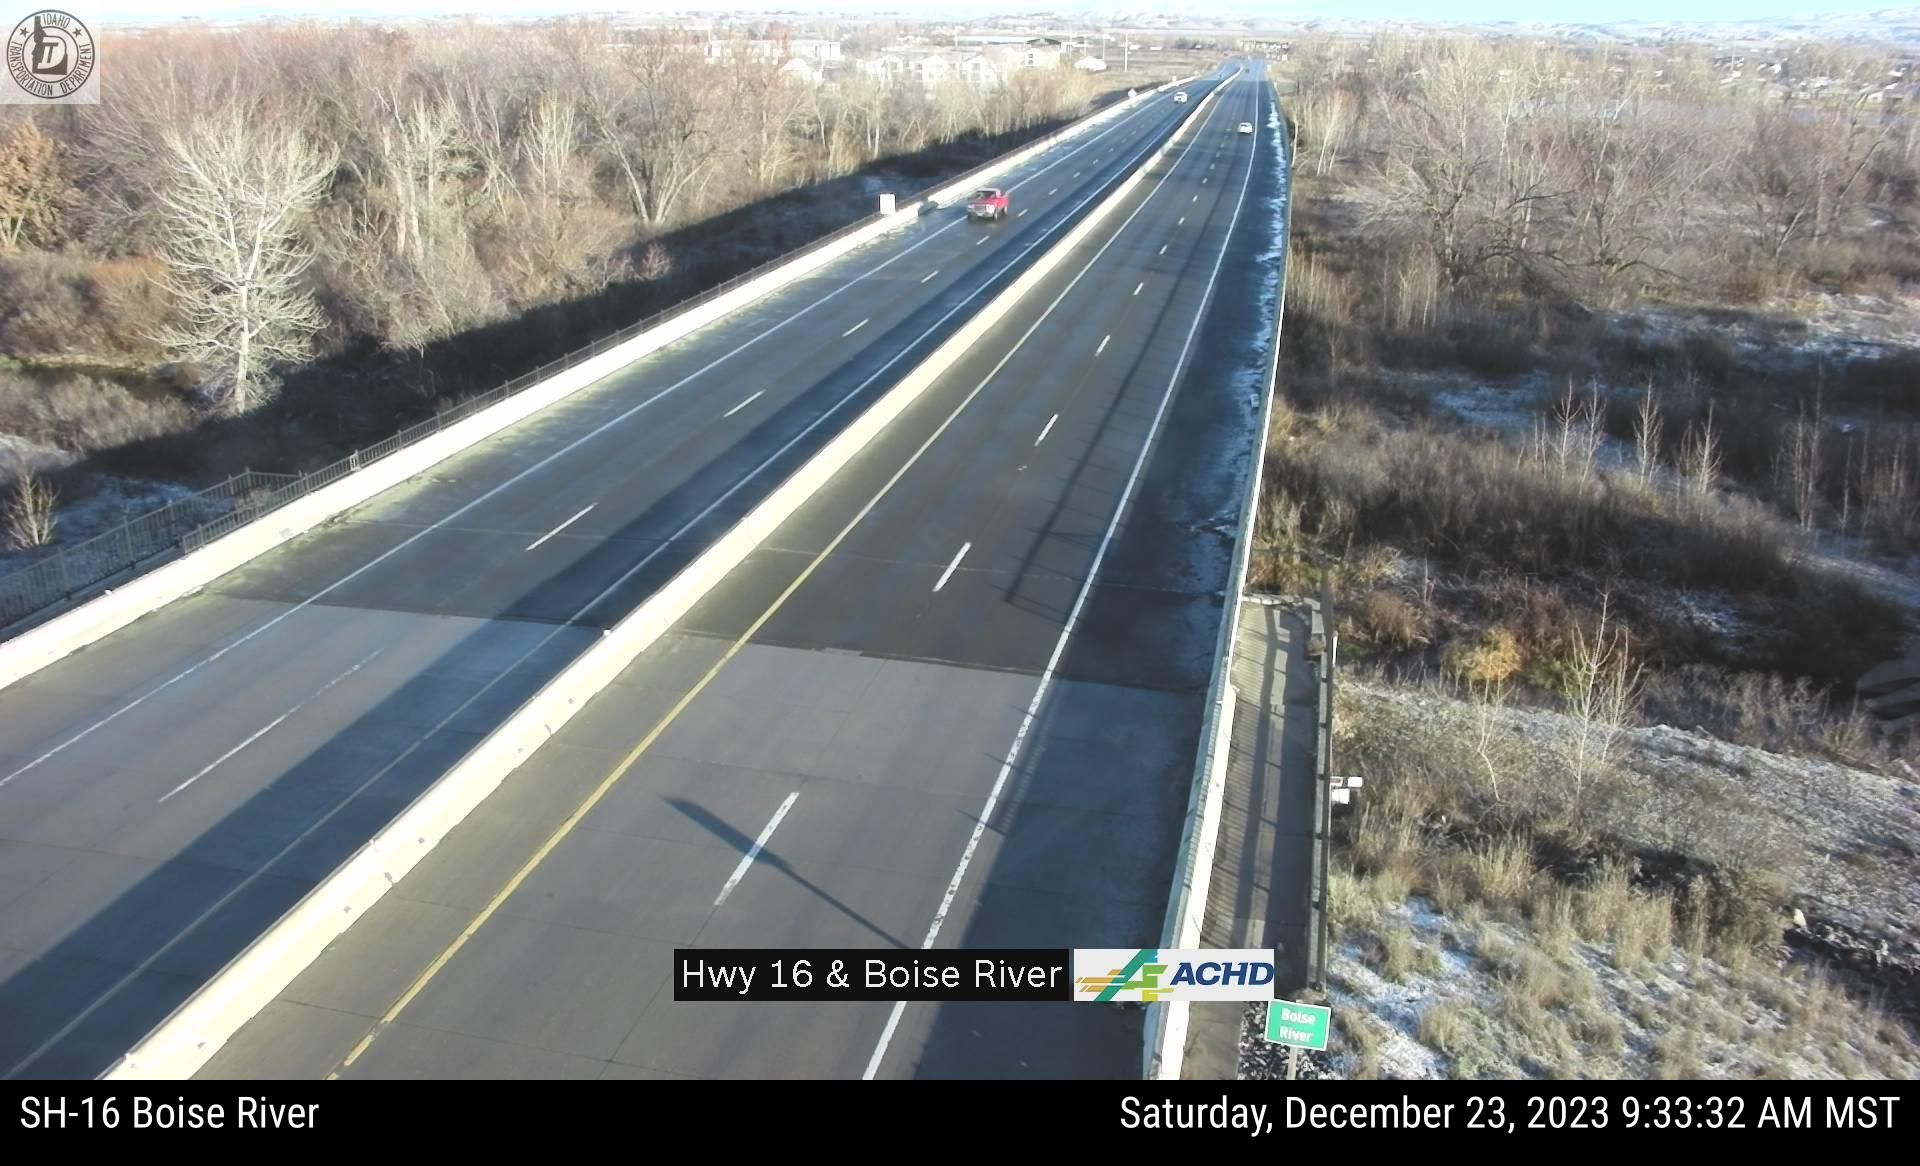 IDAHO
TRANSPORTATION DEPARTMENT
Hwy 16 & Boise River
ACHD
Boise
River
SH-16 Boise River
Saturday, December 23, 2023 9:33:32 AM MST